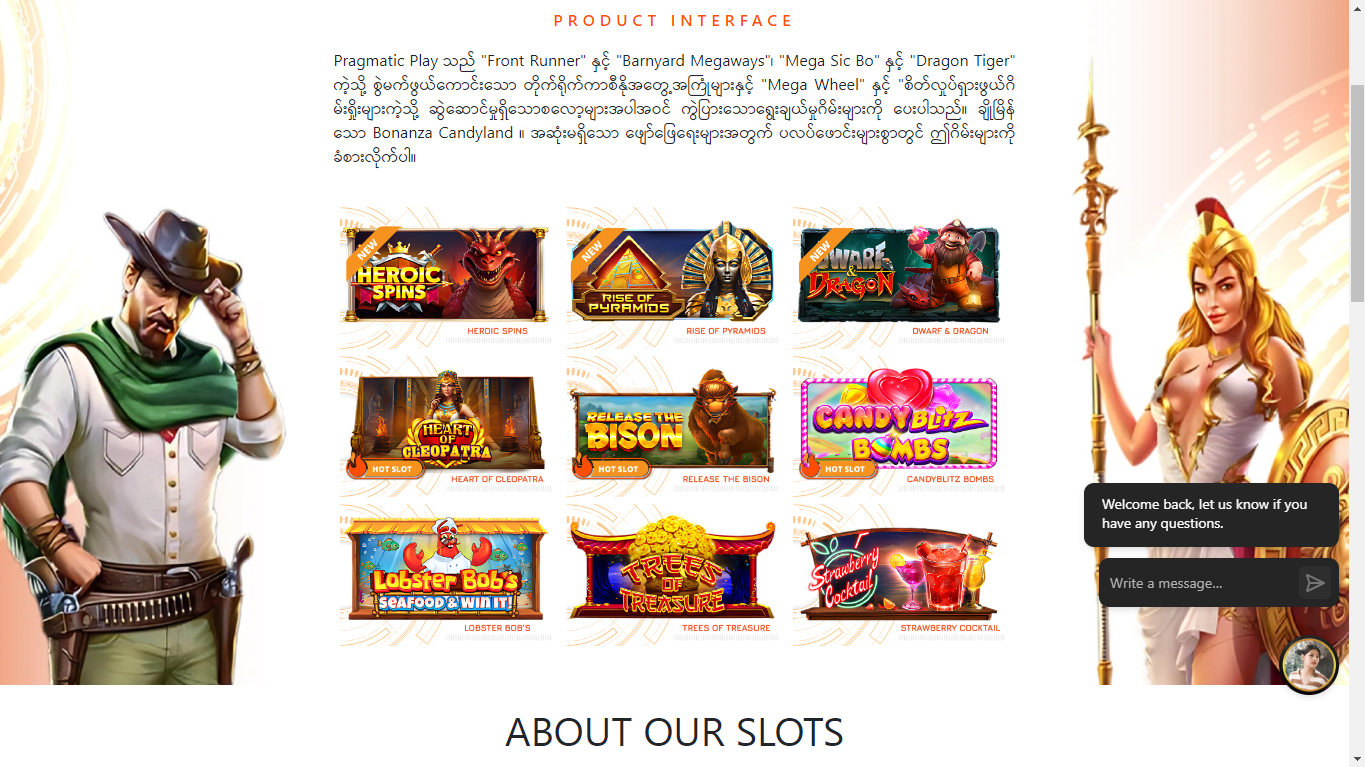 PRODUCT INTERFACE
Pragmatic Play သည် "Front Runner" နှင့် "Barnyard Megaways"၊ "Mega Sic Bo" နှင့် "Dragon Tiger"
ကဲ့သို့ စွဲမက်ဖွယ်ကောင်းသော တိုက်ရိုက်ကာစီနိုအတွေ့အကြုံများနှင့် "Mega Wheel" နှင့် "စိတ်လှုပ်ရှားဖွယ်ဂိ
မ်းရှိုးများကဲ့သို့ ဆွဲဆောင်မှုရှိသောစလော့များအပါအဝင် ကွဲပြားသောရွေးချယ်မှုဂိမ်းများကို ပေးပါသည်။ ချိုမြိန်
သော Bonanza Candyland ။ အဆုံးမရှိသော ဖျော်ဖြေရေးများအတွက် ပလပ်ဖောင်းများစွာတွင် ဤဂိမ်းများကို
ခံစားလိုက်ပါ။
NEW
HEROIC
SPINS
HEROIC SPINS
NEW
RISE OF
PYRAMIDS
RISE OF PYRAMIDS
NEW
DWARF
&
DRAGON
DWARF & DRAGON
HEART
OF
CLEOPATRA
HOT SLOT
HEART OF CLEOPATRA
RELEASE THE
BISON
HOT SLOT
RELEASE THE BISON
CANDY BLITZ
BOMBS
HOT SLOT
CANDYBLITZ BOMBS
LOBSTER BOB'S
SEAFOOD & WIN IT!
LOBSTER BOB'S
TREES
OF
TREASURE
TREES OF TREASURE
Strawberry
Cocktail
STRAWBERRY COCKTAIL
Welcome back, let us know if you
have any questions.
Write a message...
ABOUT OUR SLOTS